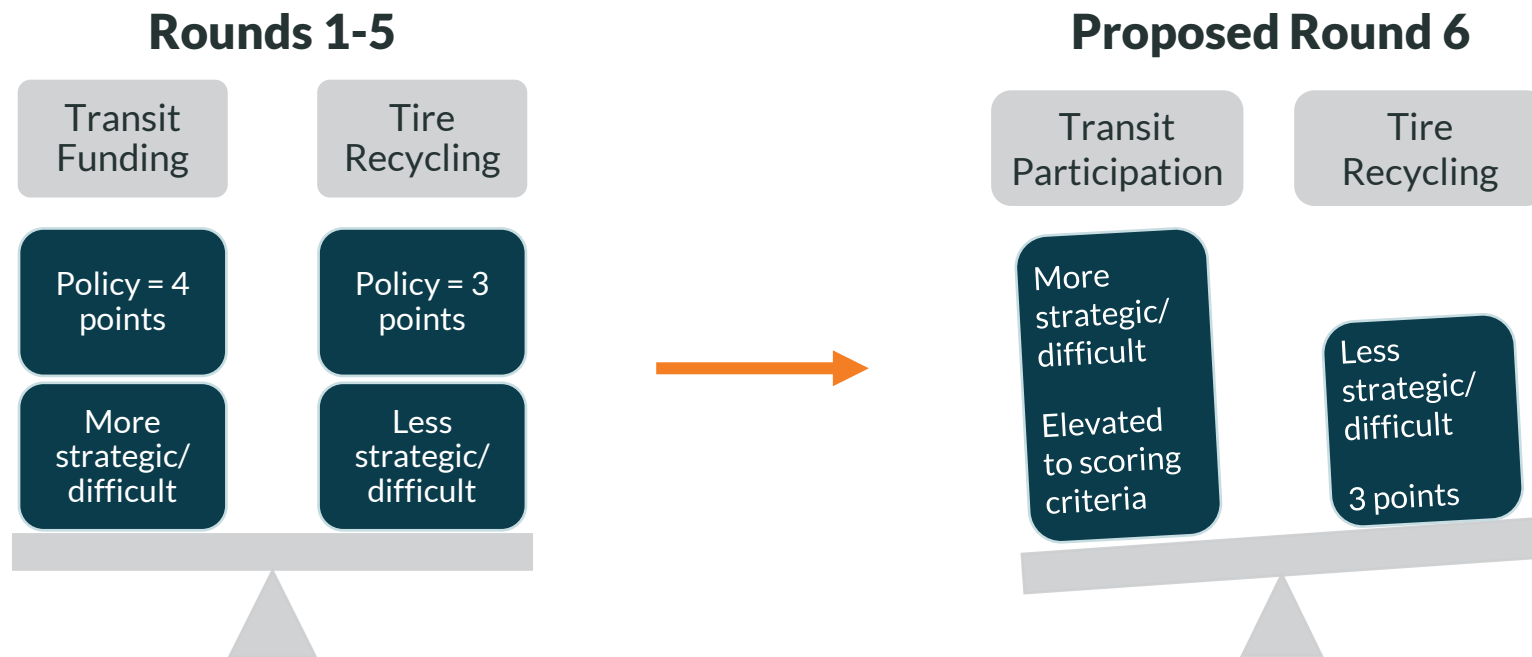 Rounds 1-5
Transit
Funding
Tire
Recycling
Policy = 4
points
Policy = 3
points
More
strategic/
difficult
Less
strategic/
difficult
Proposed Round 6
Transit
Participation
Tire
Recycling
More
strategic/
difficult
Elevated
to scoring
criteria
Less
strategic/
difficult
3 points